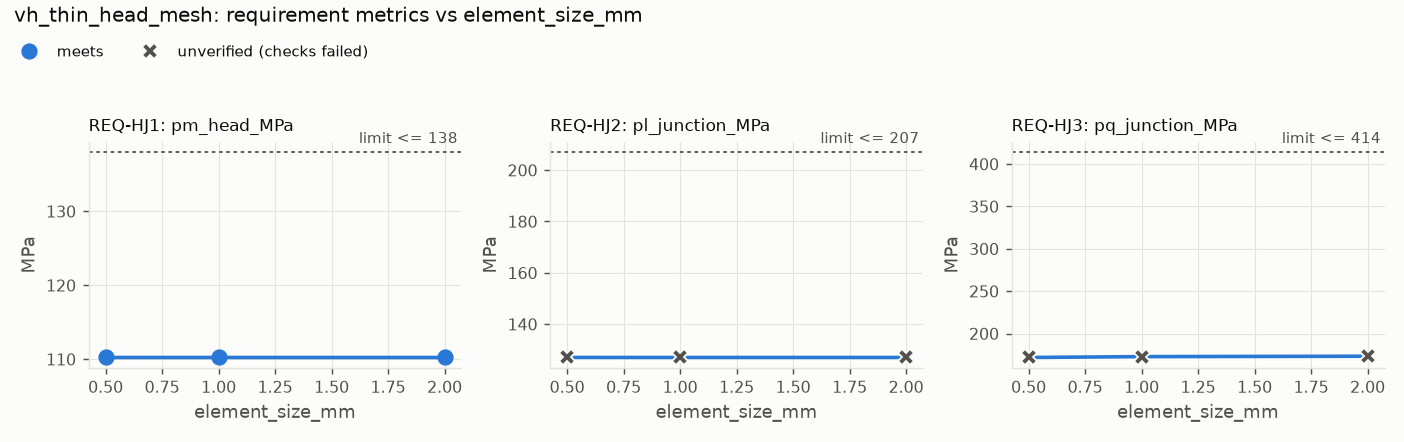 vh_thin_head_mesh: requirement metrics vs element_size_mm
meets
unverified (checks failed)
REQ-HJ1: pm_head_MPa
limit <= 138
MPa
130
120
110
0.50 0.75 1.00 1.25 1.50 1.75 2.00
element_size_mm
REQ-HJ2: pl_junction_MPa
limit <= 207
MPa
200
180
160
140
0.50 0.75 1.00 1.25 1.50 1.75 2.00
element_size_mm
REQ-HJ3: pq_junction_MPa
limit <= 414
MPa
400
350
300
250
200
0.50 0.75 1.00 1.25 1.50 1.75 2.00
element_size_mm